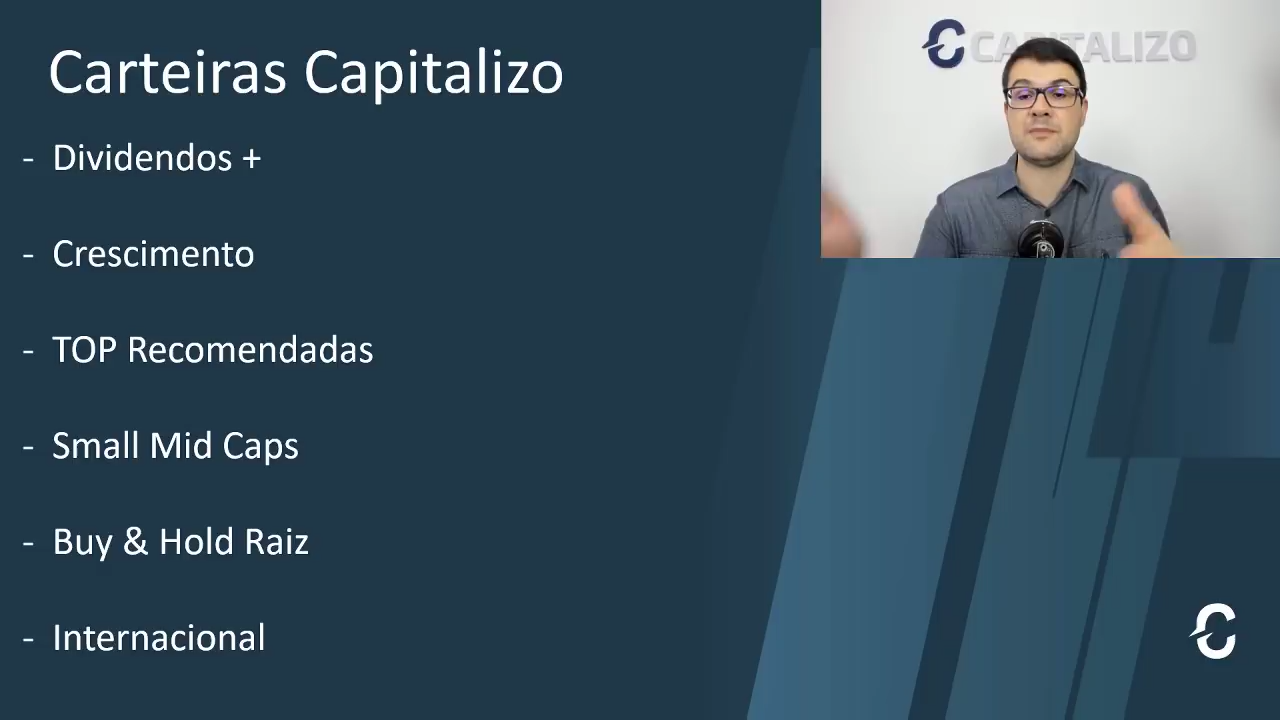 Carteiras Capitalizo
- Dividendos +
- Crescimento
- TOP Recomendadas
- Small Mid Caps
- Buy & Hold Raiz
- Internacional
CAPITALIZO